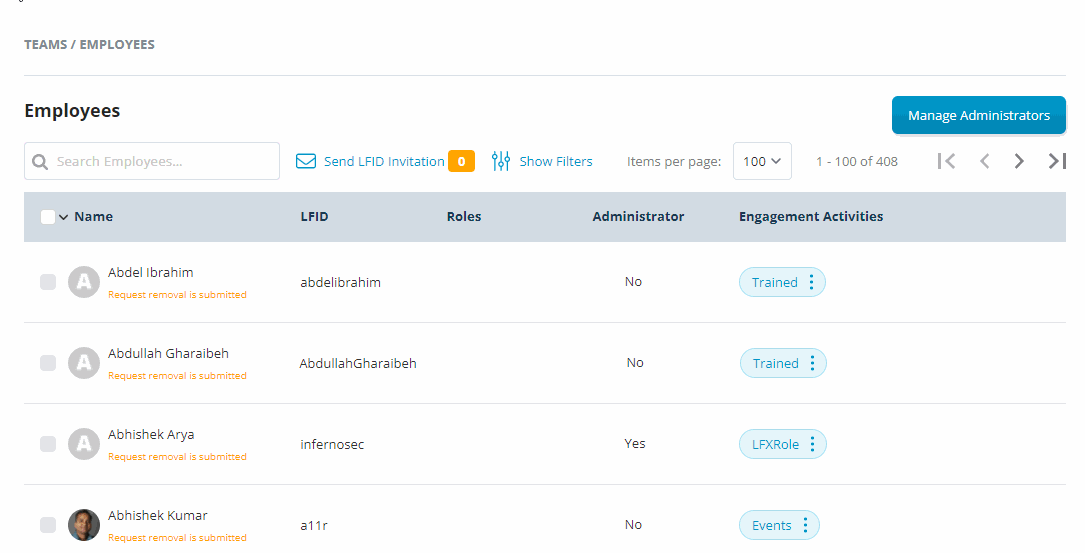 TEAMS / EMPLOYEES
Employees
Manage Administrators
Search Employees...
Send LFID Invitation 0 Show Filters Items per page: 100 1 - 100 of 408
Name LFID Roles Administrator Engagement Activities
A Abdel Ibrahim abdelibrahim No Trained
Request removal is submitted
A Abdullah Gharaibeh AbdullahGharaibeh No Trained
Request removal is submitted
A Abhishek Arya infernosec Yes LFXRole
Request removal is submitted
Abhishek Kumar a11r No Events
Request removal is submitted